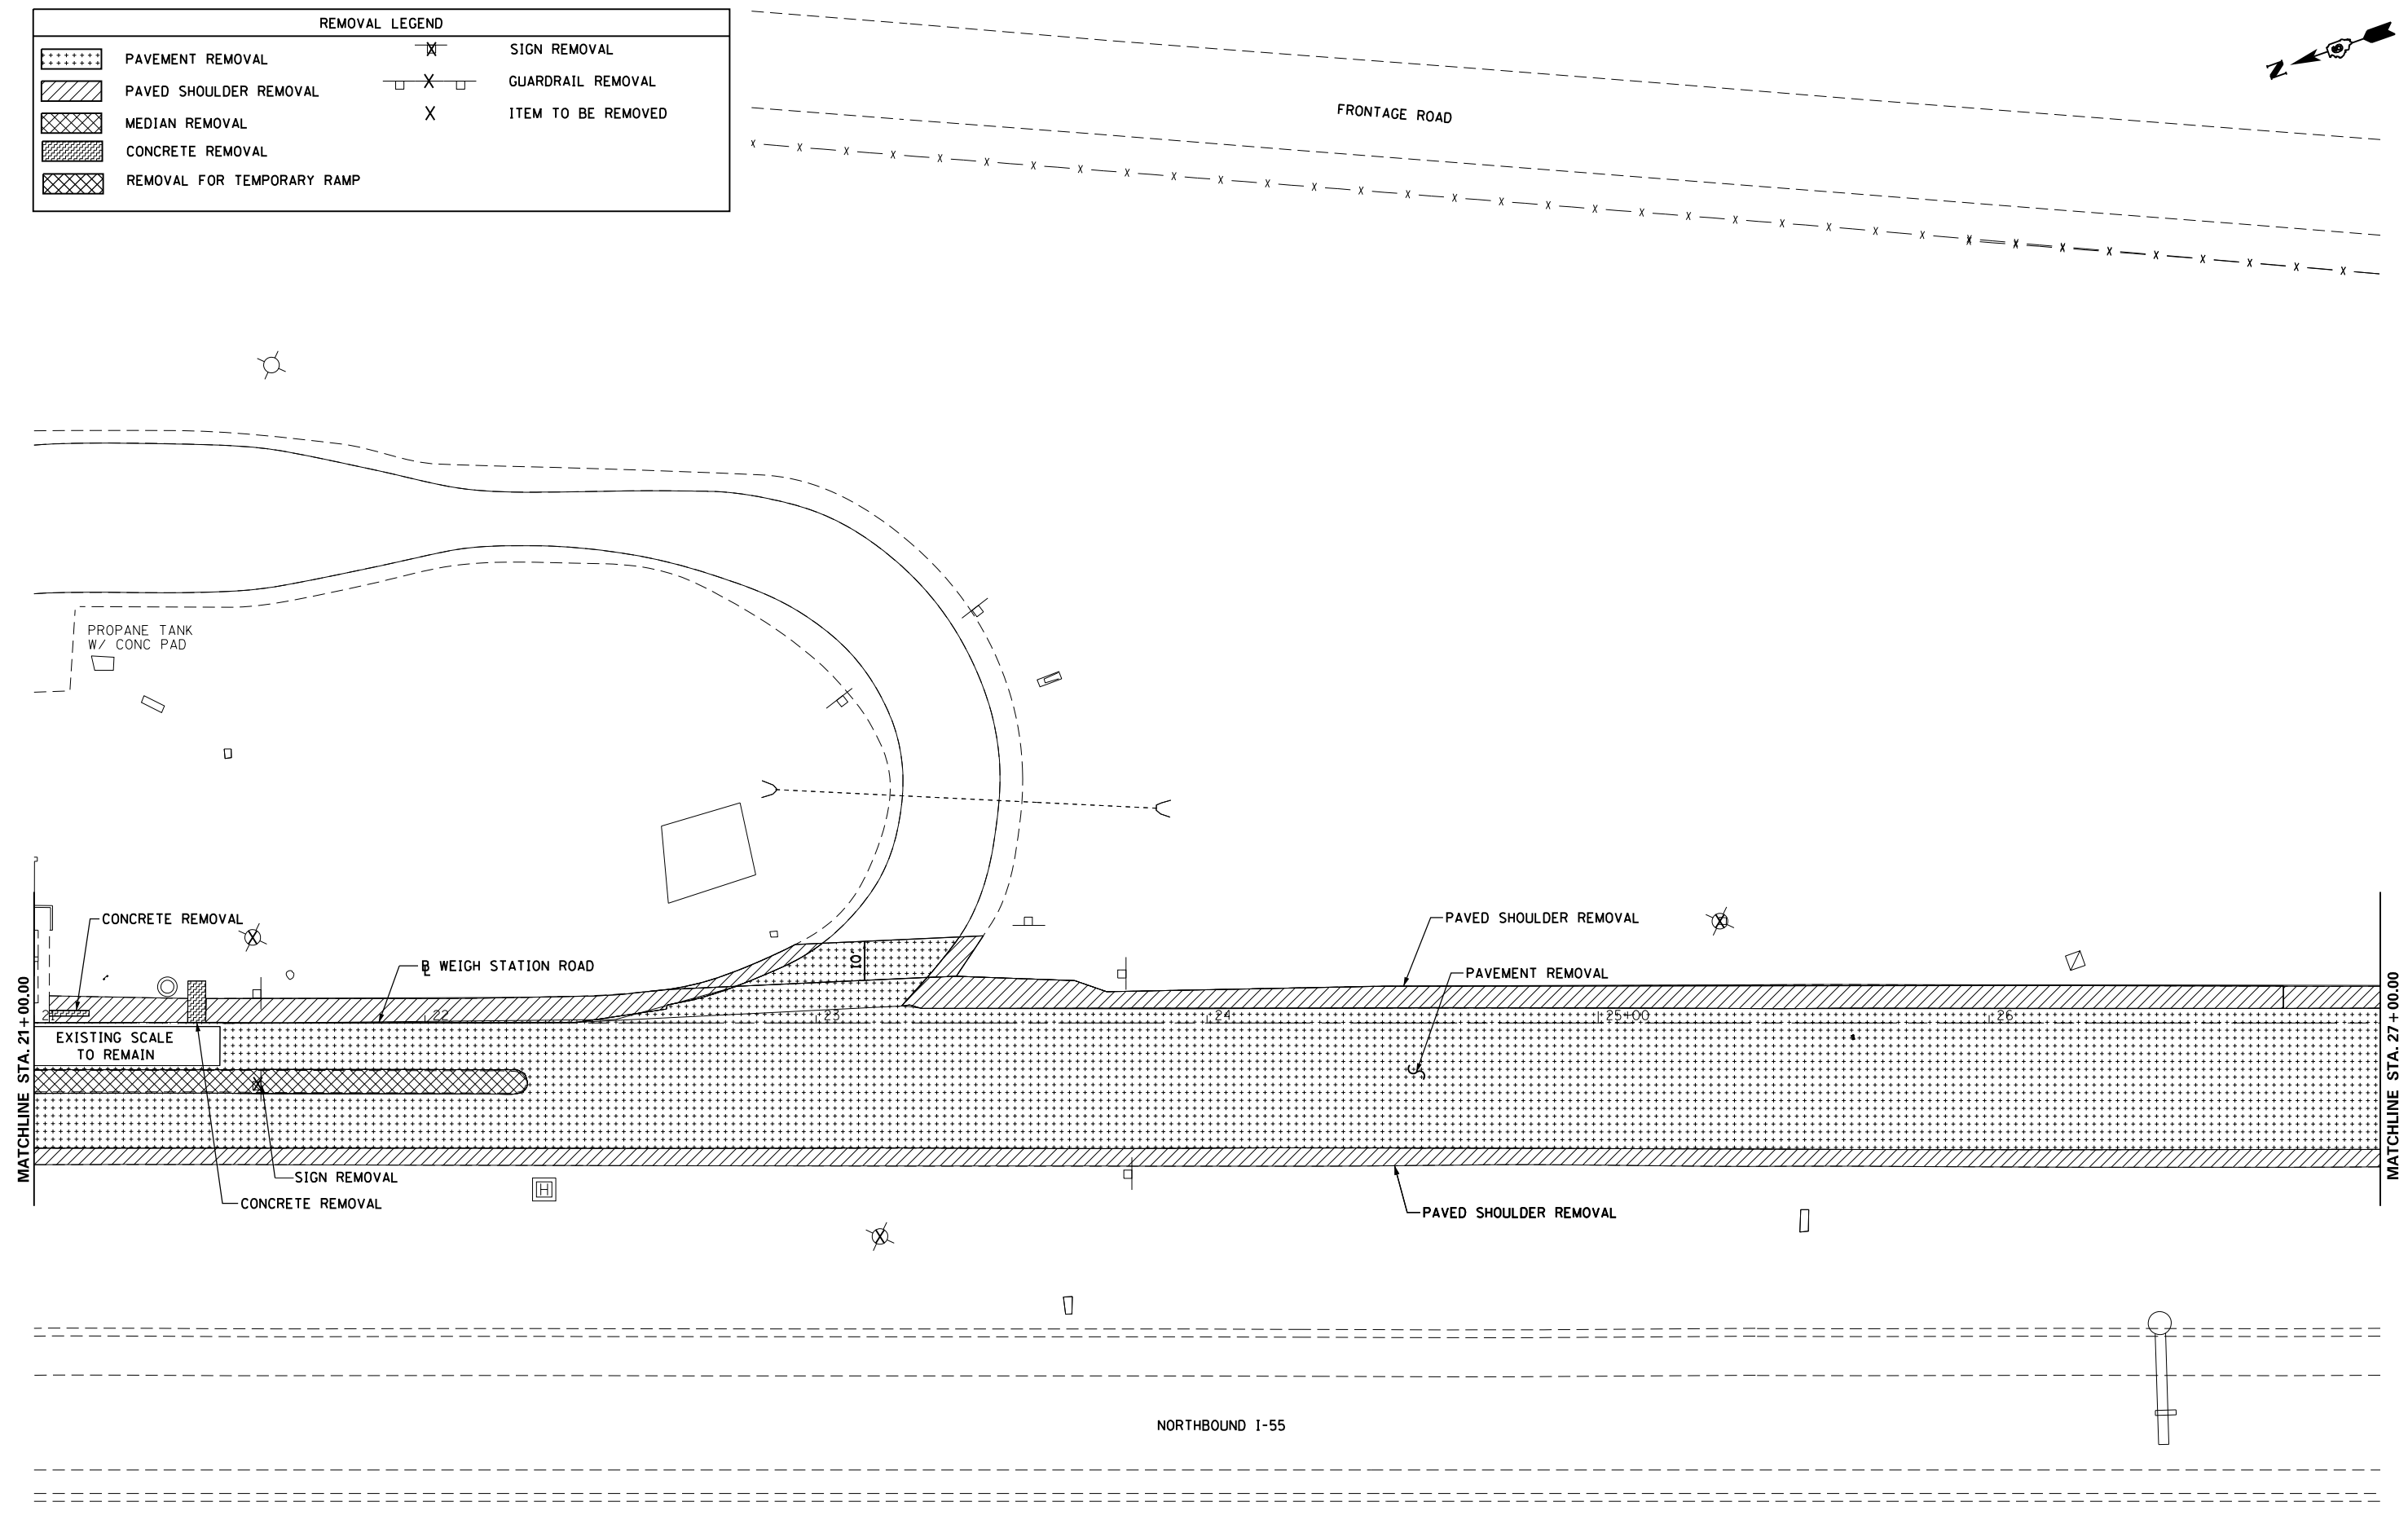 REMOVAL LEGEND
PAVEMENT REMOVAL
PAVED SHOULDER REMOVAL
MEDIAN REMOVAL
CONCRETE REMOVAL
REMOVAL FOR TEMPORARY RAMP
SIGN REMOVAL
GUARDRAIL REMOVAL
X ITEM TO BE REMOVED
N
FRONTAGE ROAD
PROPANE TANK
W/ CONC PAD
CONCRETE REMOVAL
BL WEIGH STATION ROAD
10'
PAVED SHOULDER REMOVAL
PAVEMENT REMOVAL
22
23
24
25+00
26
EXISTING SCALE
TO REMAIN
SIGN REMOVAL
CONCRETE REMOVAL
H
PAVED SHOULDER REMOVAL
MATCHLINE STA. 21+00.00
MATCHLINE STA. 27+00.00
NORTHBOUND I-55